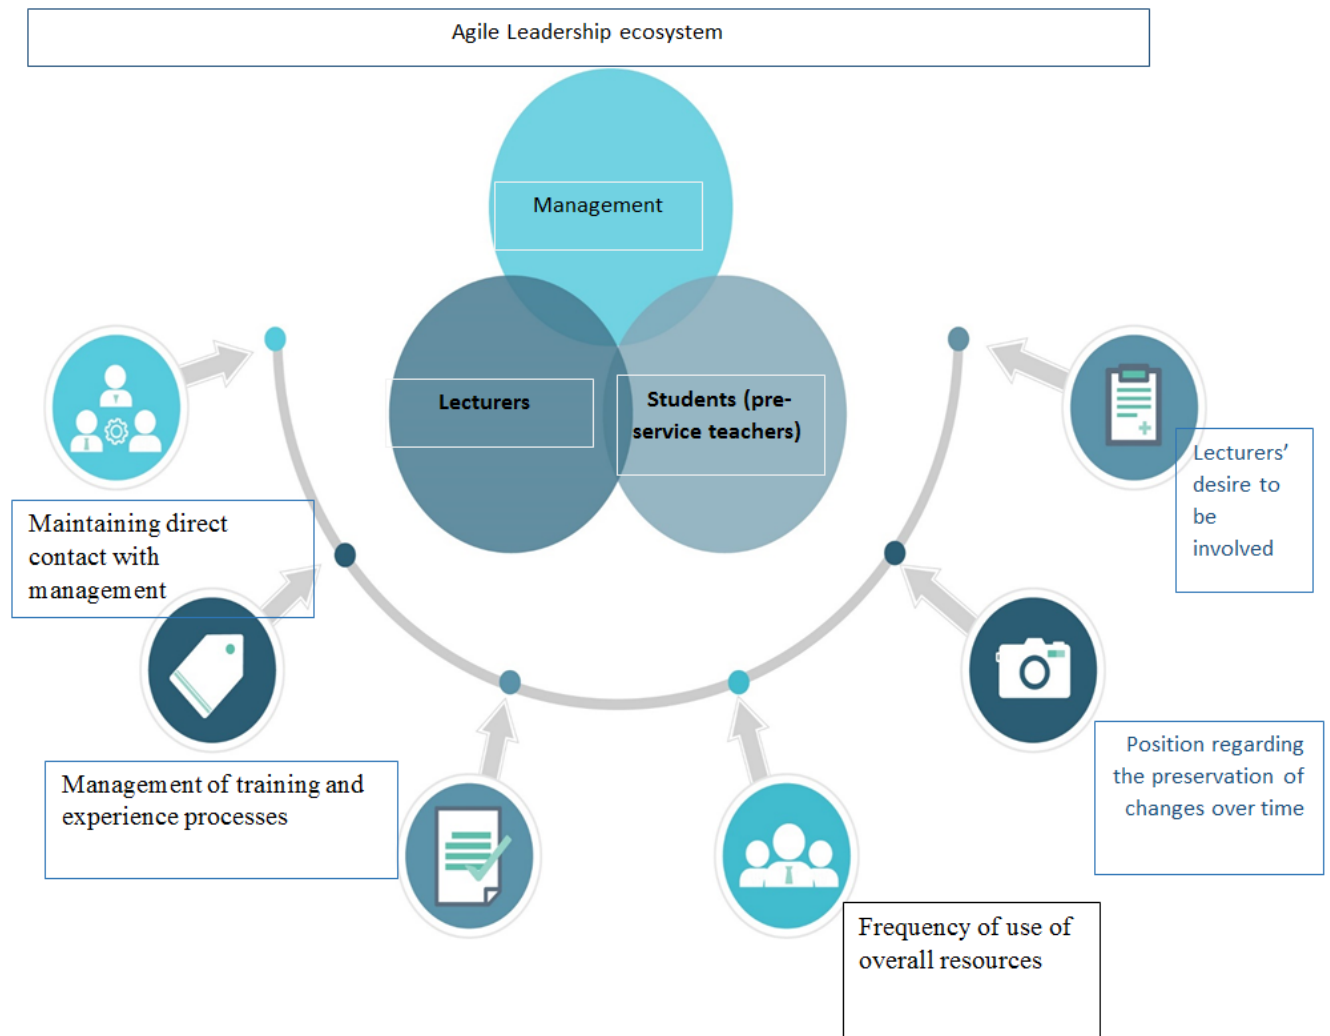 Agile Leadership ecosystem
Management
Lecturers
Students (pre-
service teachers)
Maintaining direct
contact with
management
Lecturers’
desire to
be
involved
Management of training and
experience processes
Position regarding
the preservation of
changes over time
Frequency of use of
overall resources